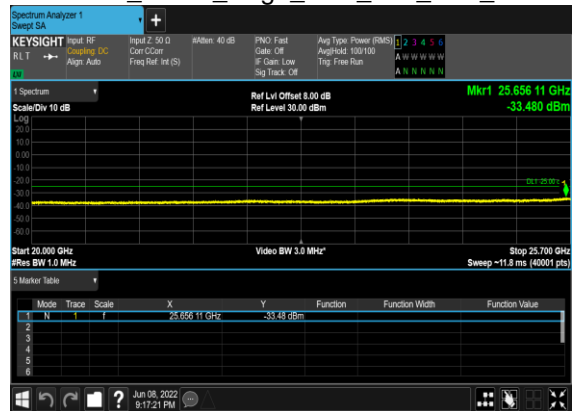 Spectrum Analyzer 1
Swept SA
+
KEYSIGHT Input: RF Input Z: 50 Ω #Atten: 40 dB PNO: Fast Avg Type: Power (RMS) 1 2 3 4 5 6
RLT Coupling: DC Corr CCorr Gate: Off Avg|Hold: 100/100 A W W W W W
Align: Auto Freq Ref: Int (S) IF Gain: Low Trig: Free Run
LW Sig Track: Off A N N N N N
1 Spectrum Ref Lvl Offset 8.00 dB Mkr1 25.656 11 GHz
Scale/Div 10 dB Ref Level 30.00 dBm -33.480 dBm
Log
20.0
10.0
0.00
-10.0
-20.0
-30.0
-40.0
-50.0
-60.0
Start 20.000 GHz Video BW 3.0 MHz* Stop 25.700 GHz
#Res BW 1.0 MHz Sweep ~11.8 ms (40001 pts)
5 Marker Table
Mode Trace Scale X Y Function Function Width Function Value
1 N 1 f 25.656 11 GHz -33.48 dBm
2
3
4
5
6
? Jun 08, 2022
9:17:21 PM